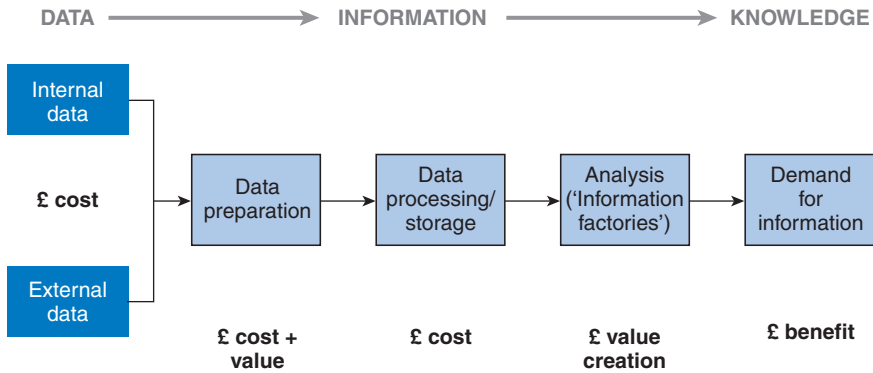 DATA
INFORMATION
KNOWLEDGE
Internal
data
£ cost
External
data
Data
preparation
Data
processing/
storage
Analysis
(‘Information
factories’)
Demand
for
information
£ cost +
value
£ cost
£ value
creation
£ benefit